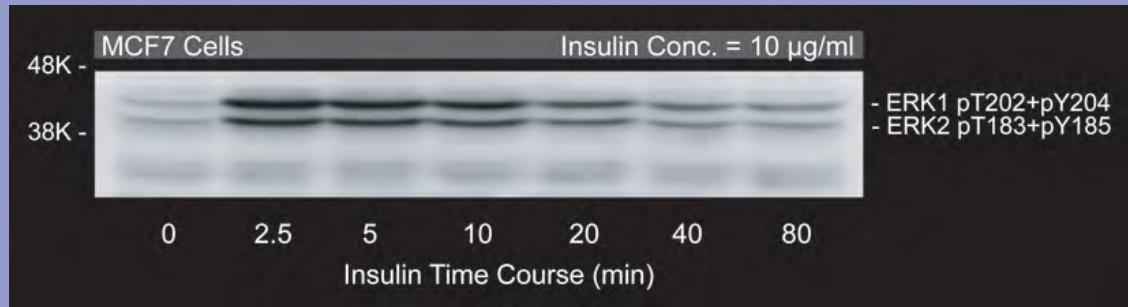 MCF7 Cells Insulin Conc. = 10 µg/ml
48K -
- ERK1 pT202+pY204
- ERK2 pT183+pY185
38K -
0 2.5 5 10 20 40 80
Insulin Time Course (min)